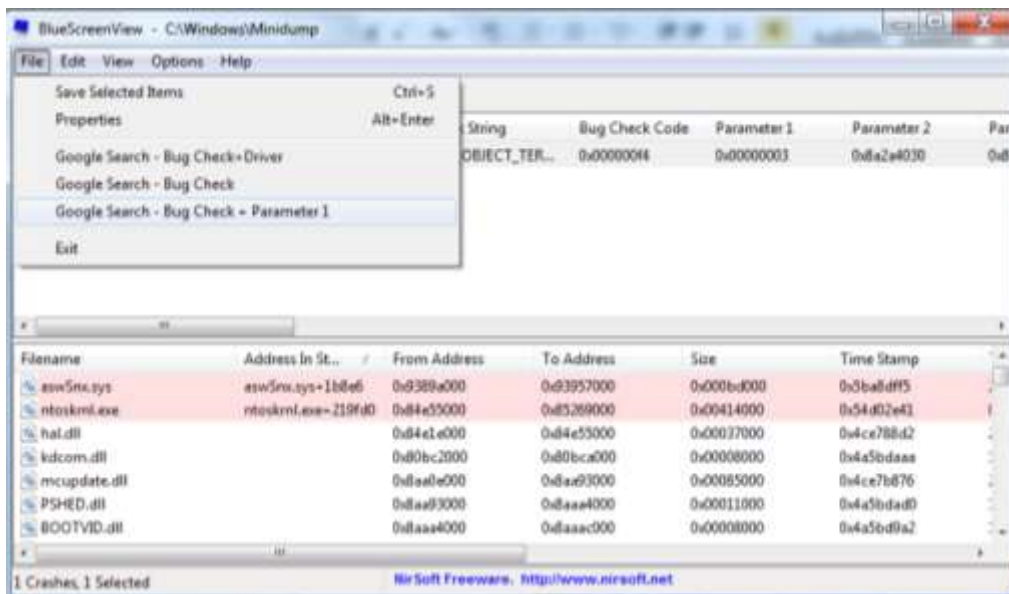 BlueScreenView - C:\Windows\Minidump
File Edit View Options Help
Save Selected Items Ctrl+S
Properties Alt+Enter
Google Search - Bug Check+Driver
Google Search - Bug Check
Google Search - Bug Check + Parameter 1
Exit
String Bug Check Code Parameter 1 Parameter 2 Par
OBJECT_TER... 0x000000f4 0x00000003 0x8a2a4030 0x8
Filename Address In St... / From Address To Address Size Time Stamp
aswSnx.sys aswSnx.sys+1b8e6 0x9389a000 0x93957000 0x000bd000 0x5ba8dff5
ntoskrnl.exe ntoskrnl.exe+219fd0 0x84e55000 0x85269000 0x00414000 0x54d02e41
hal.dll 0x84e1e000 0x84e55000 0x00037000 0x4ce788d2
kdcom.dll 0x80bc2000 0x80bca000 0x00008000 0x4a5bdaaa
mcupdate.dll 0x8aa0e000 0x8aa93000 0x00085000 0x4ce7b876
PSHED.dll 0x8aa93000 0x8aaa4000 0x00011000 0x4a5bdad0
BOOTVID.dll 0x8aaa4000 0x8aaac000 0x00008000 0x4a5bd9a2
1 Crashes, 1 Selected NirSoft Freeware. http://www.nirsoft.net